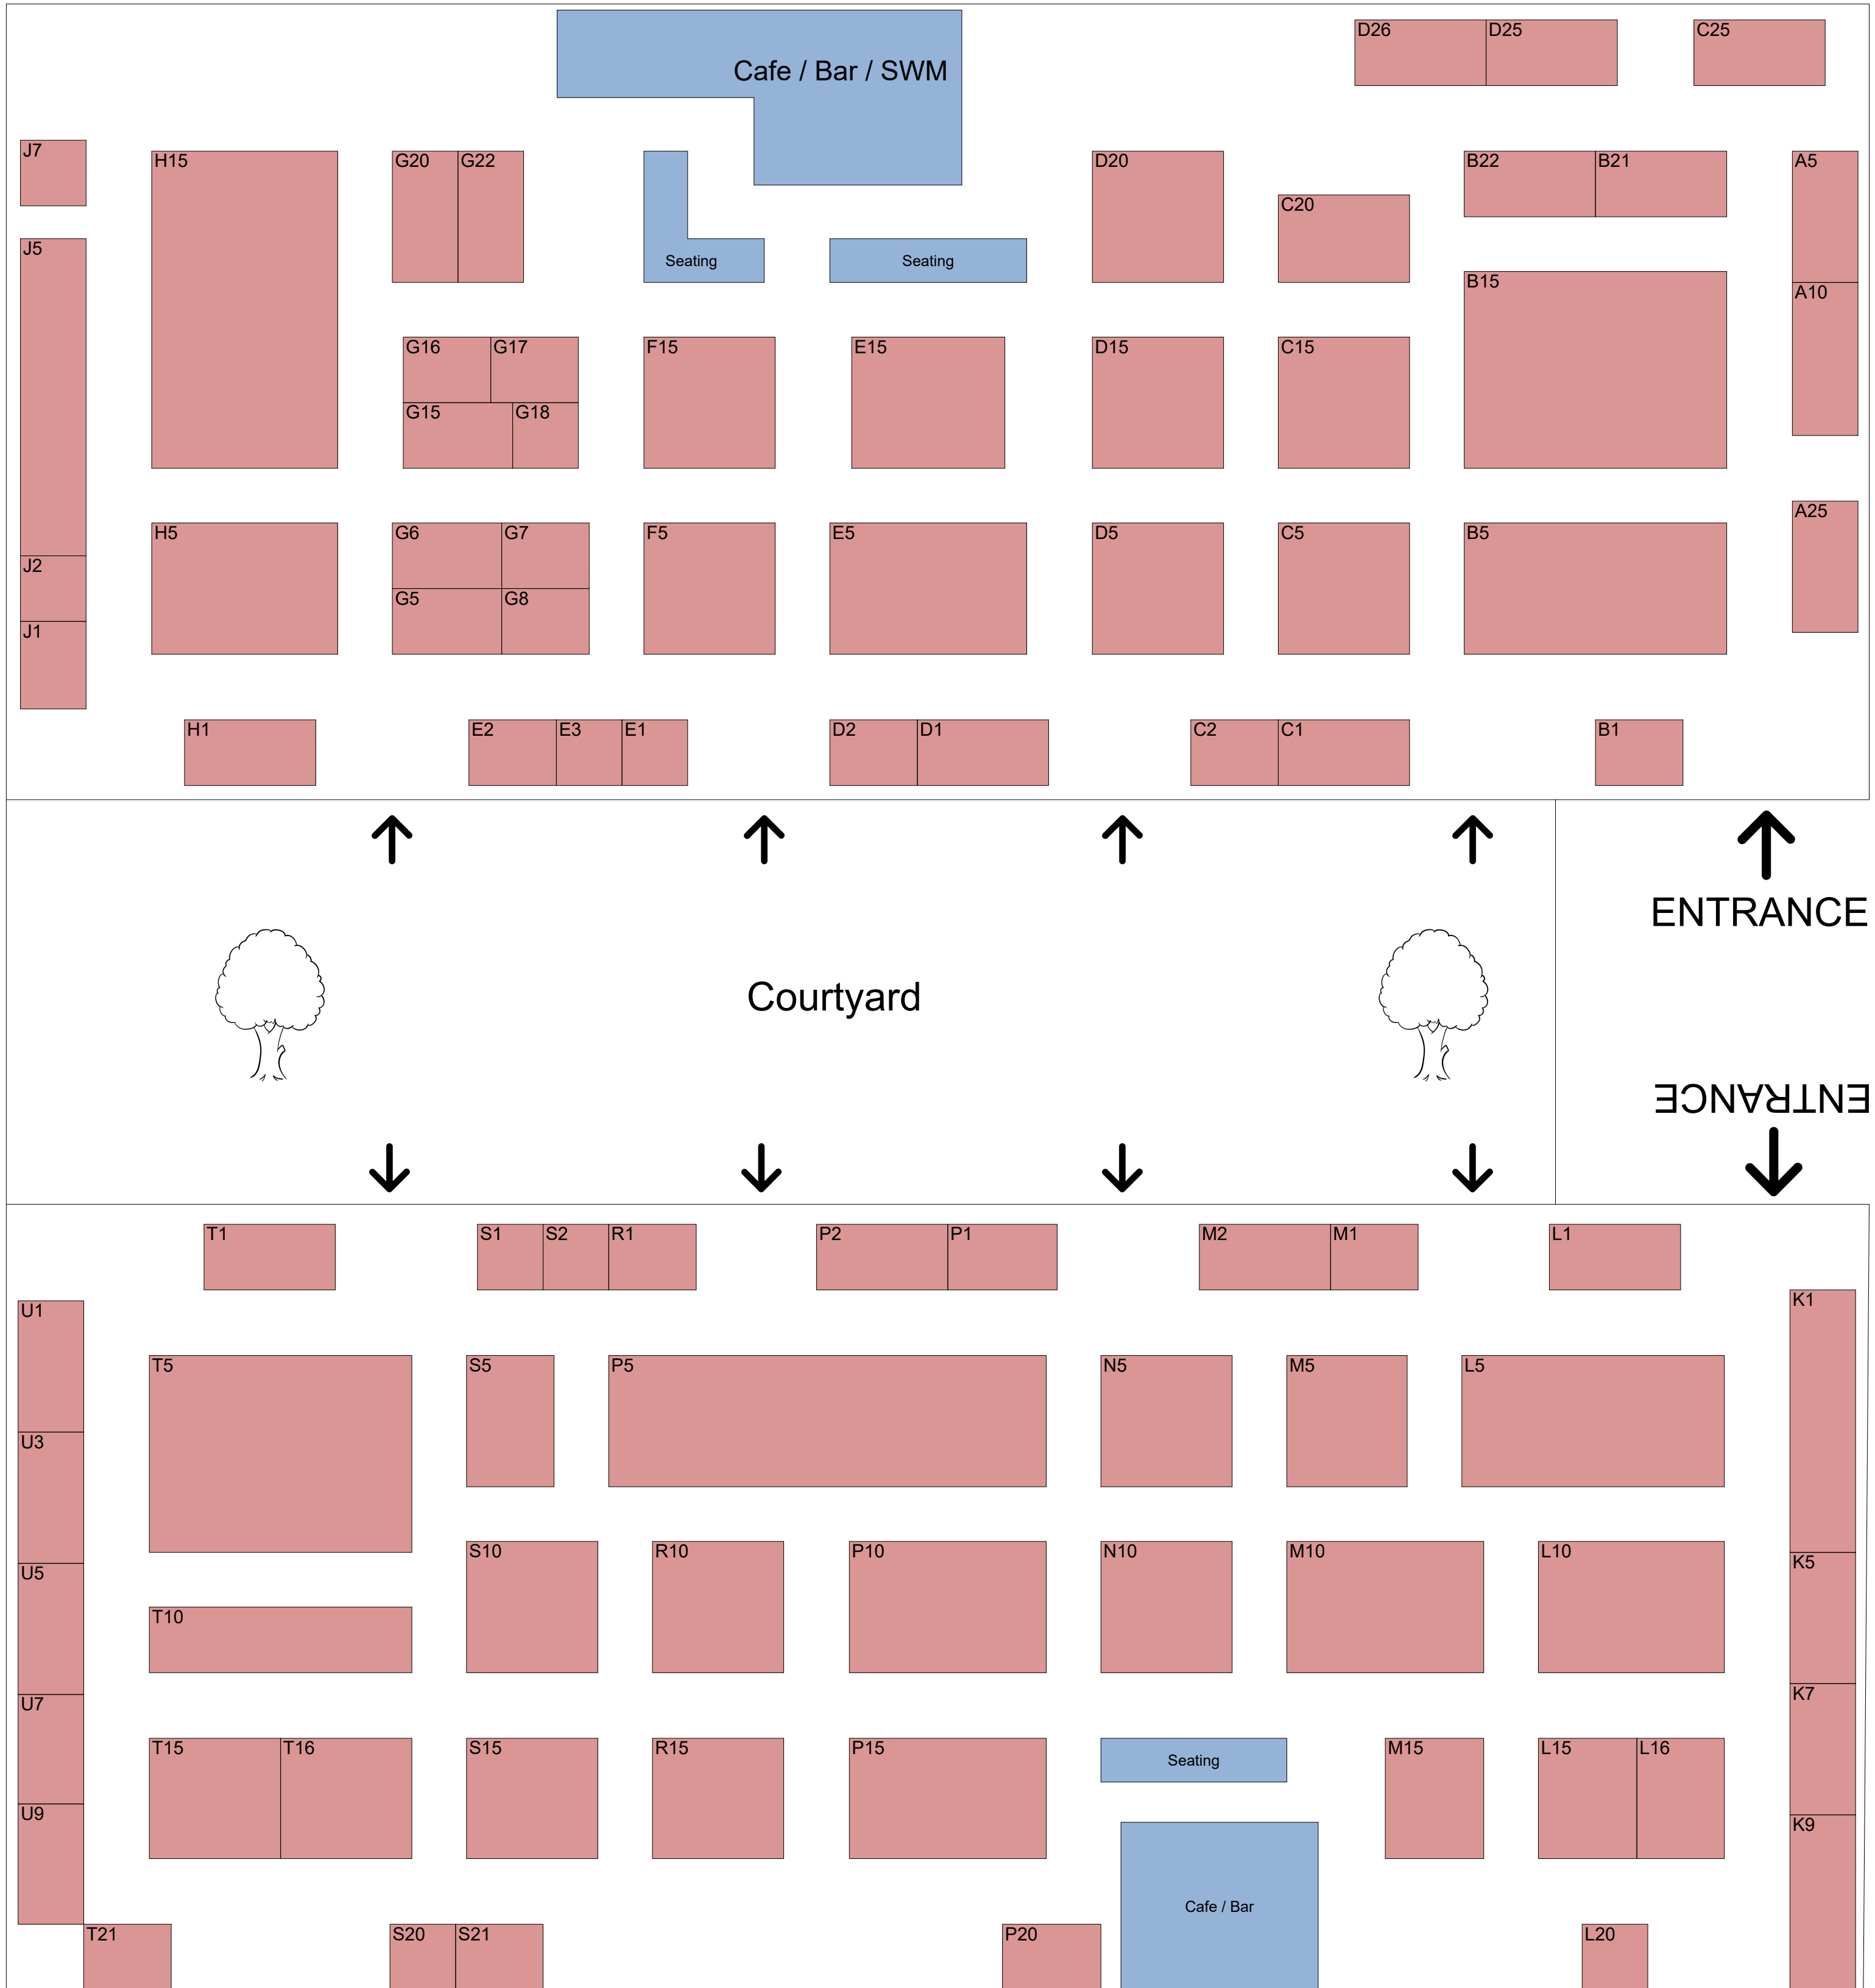 D26
D25
C25
Cafe / Bar / SWM
J7
H15
G20
G22
D20
B22
B21
A5
C20
J5
Seating
Seating
B15
A10
G16
G17
F15
E15
D15
C15
G15
G18
A25
H5
G6
G7
F5
E5
D5
C5
B5
J2
G5
G8
J1
H1
E2
E3
E1
D2
D1
C2
C1
B1
ENTRANCE
Courtyard
ENTRANCE
T1
S1
S2
R1
P2
P1
M2
M1
L1
U1
K1
T5
S5
P5
N5
M5
L5
U3
S10
R10
P10
N10
M10
L10
K5
U5
T10
U7
K7
T15
T16
S15
R15
P15
Seating
M15
L15
L16
U9
K9
Cafe / Bar
T21
S20
S21
P20
L20